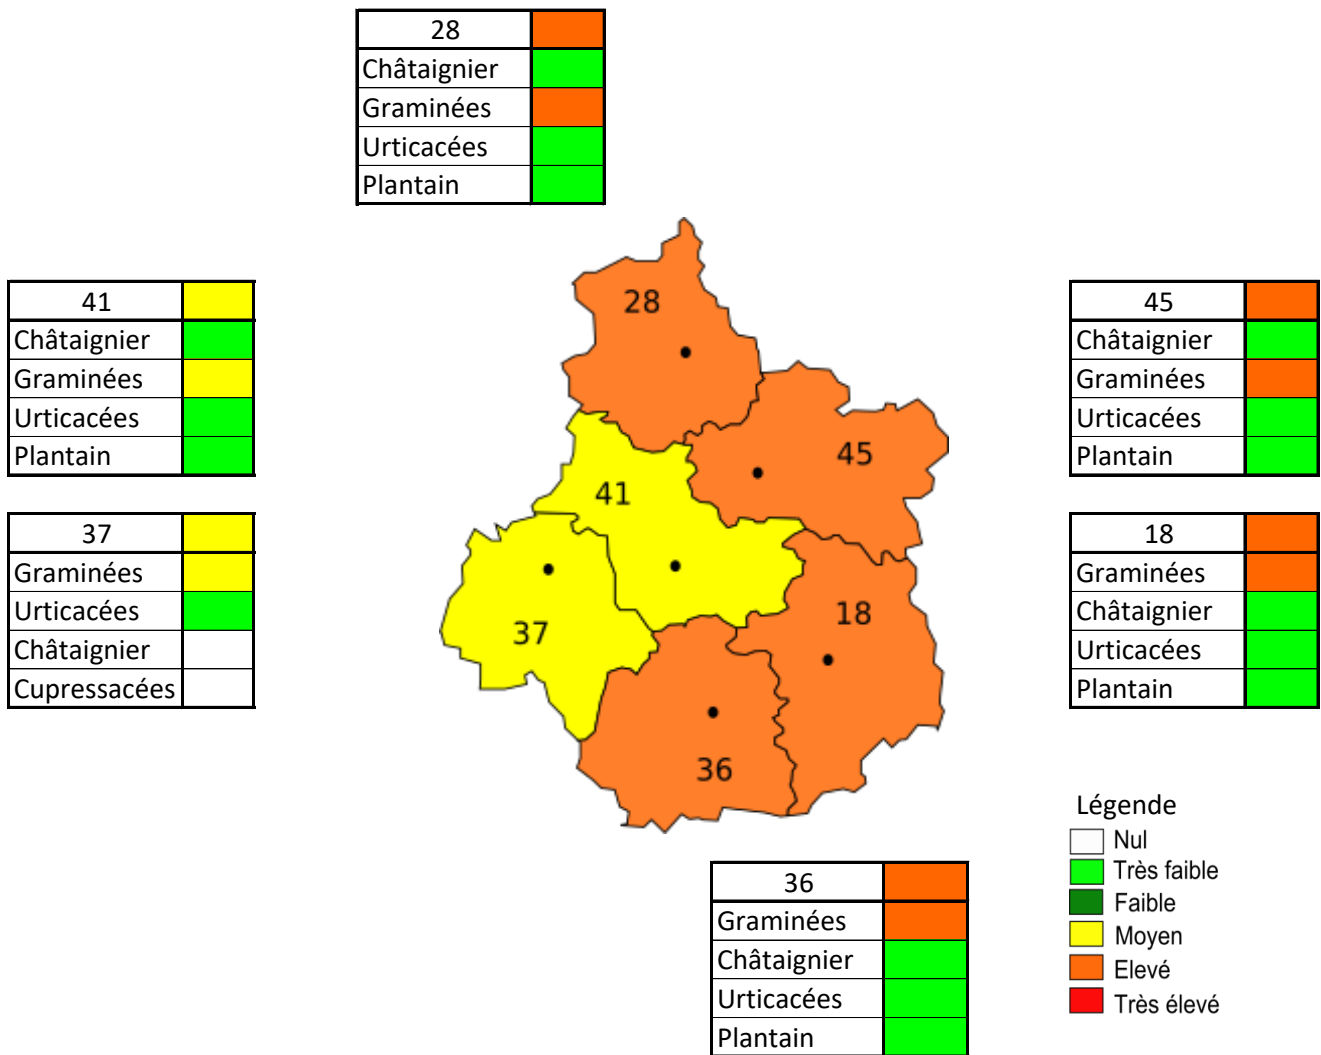 28
Châtaignier
Graminées
Urticacées
Plantain
41
Châtaignier
Graminées
Urticacées
Plantain
37
Graminées
Urticacées
Châtaignier
Cupressacées
28
45
41
18
37
36
45
Châtaignier
Graminées
Urticacées
Plantain
18
Graminées
Châtaignier
Urticacées
Plantain
36
Graminées
Châtaignier
Urticacées
Plantain
Légende
Nul
Très faible
Faible
Moyen
Elevé
Très élevé